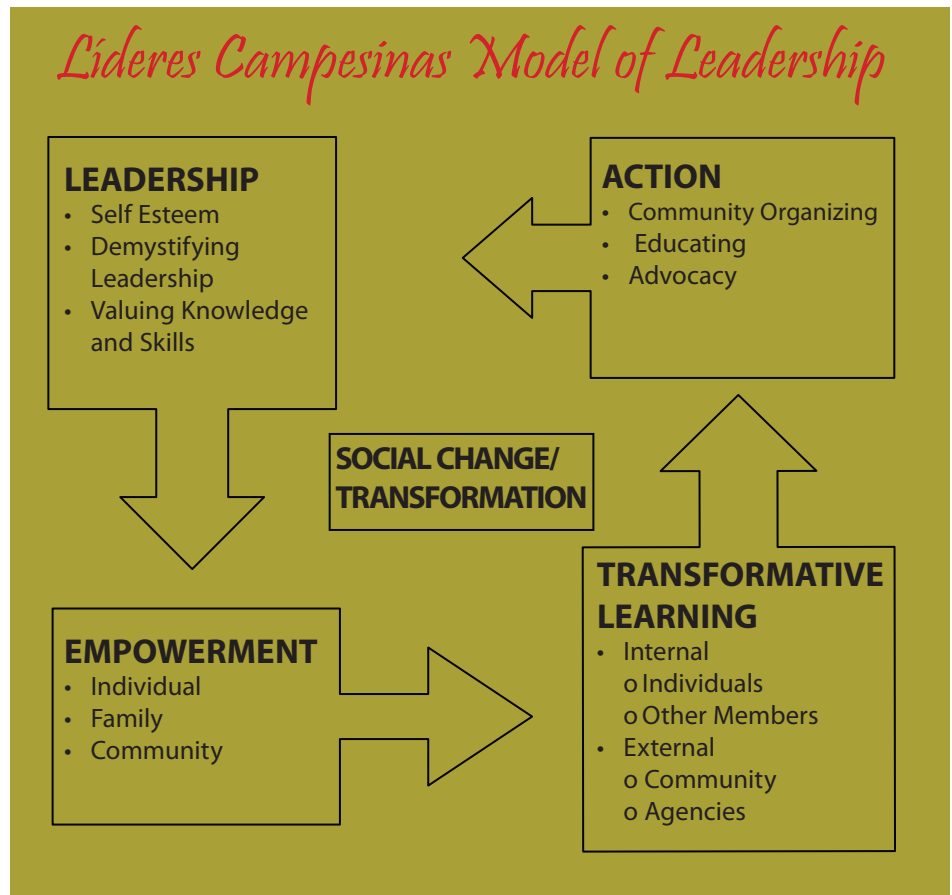 Líderes Campesinas Model of Leadership
LEADERSHIP
• Self Esteem
• Demystifying
Leadership
• Valuing Knowledge
and Skills
ACTION
• Community Organizing
• Educating
• Advocacy
SOCIAL CHANGE/
TRANSFORMATION
EMPOWERMENT
• Individual
• Family
• Community
TRANSFORMATIVE
LEARNING
• Internal
o Individuals
o Other Members
• External
o Community
o Agencies